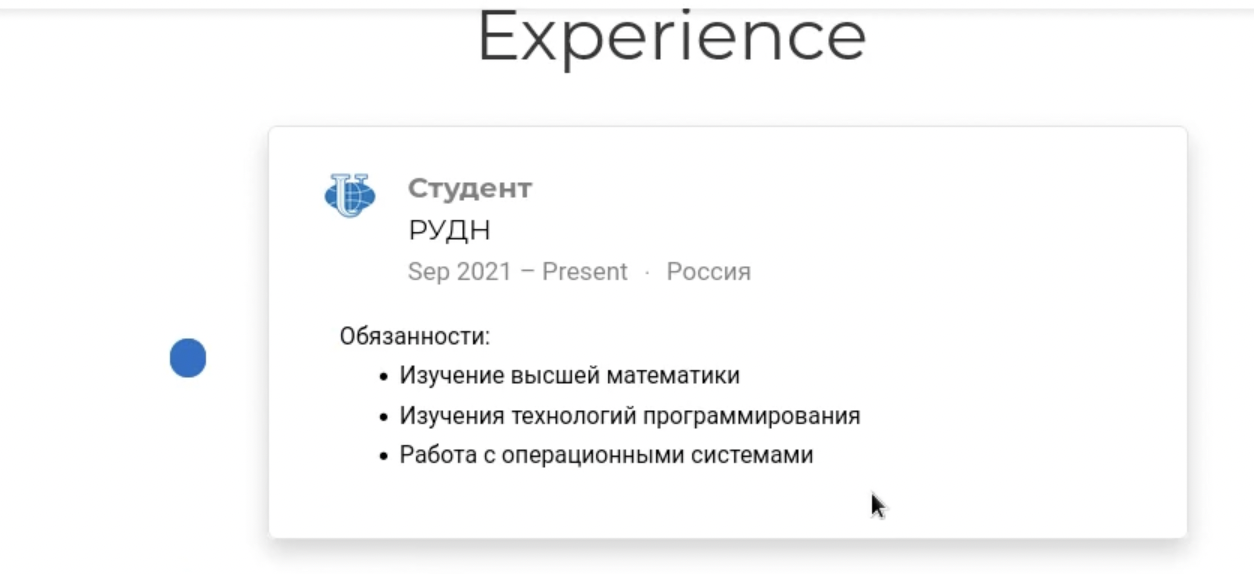 Experience
Студент
РУДН
Sep 2021 – Present · Россия
Обязанности:
• Изучение высшей математики
• Изучения технологий программирования
• Работа с операционными системами